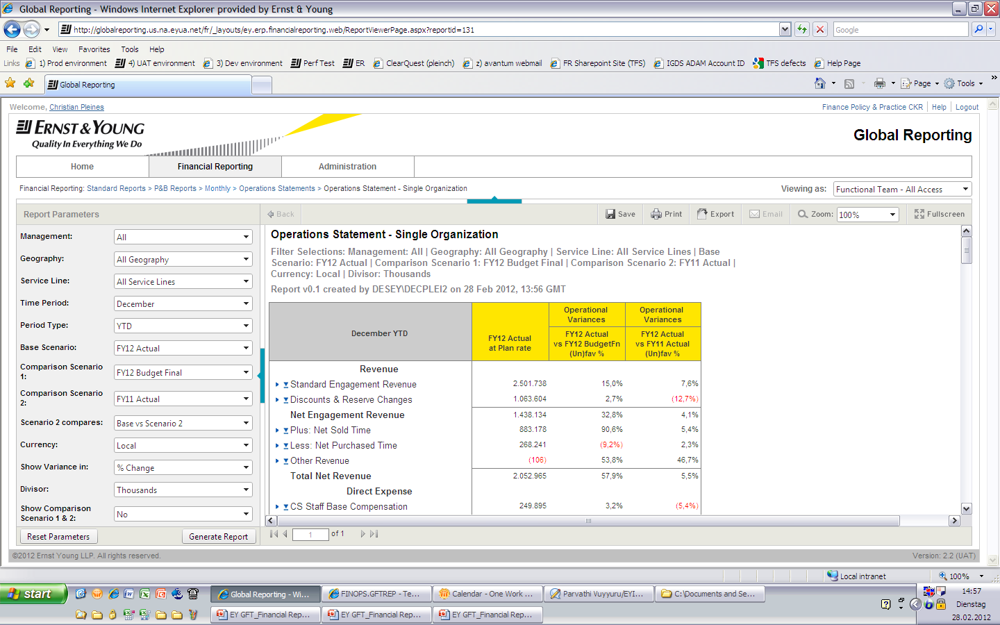 Global Reporting - Windows Internet Explorer provided by Ernst & Young
http://globalreporting.us.na.eyua.net/fr/_layouts/ey.erp.financialreporting.web/ReportViewerPage.aspx?reportid=131
Google
File Edit View Favorites Tools Help
Links 1) Prod environment 4) UAT environment 3) Dev environment Perf Test ER ClearQuest (pleinch) z) avantum webmail FR Sharepoint Site (TFS) IGDS ADAM Account ID TFS defects Help Page
Global Reporting Page Tools
Welcome, Christian Pleines Finance Policy & Practice CKR Help Logout
ERNST & YOUNG
Quality In Everything We Do
Global Reporting
Home Financial Reporting Administration
Financial Reporting: Standard Reports > P&B Reports > Monthly > Operations Statements > Operations Statement - Single Organization
Viewing as: Functional Team - All Access
Report Parameters
Back Save Print Export Email Zoom: 100% Fullscreen
Management: All
Geography: All Geography
Service Line: All Service Lines
Time Period: December
Period Type: YTD
Base Scenario: FY12 Actual
Comparison Scenario 1: FY12 Budget Final
Comparison Scenario 2: FY11 Actual
Scenario 2 compares: Base vs Scenario 2
Currency: Local
Show Variance in: % Change
Divisor: Thousands
Show Comparison Scenario 1 & 2: No
Reset Parameters Generate Report
Operations Statement - Single Organization
Filter Selections: Management: All | Geography: All Geography | Service Line: All Service Lines | Base
Scenario: FY12 Actual | Comparison Scenario 1: FY12 Budget Final | Comparison Scenario 2: FY11 Actual |
Currency: Local | Divisor: Thousands
Report v0.1 created by DESEY\DECPLEI2 on 28 Feb 2012, 13:56 GMT
December YTD
FY12 Actual
at Plan rate
Operational
Variances
FY12 Actual
vs FY12 BudgetFn
(Un)fav %
Operational
Variances
FY12 Actual
vs FY11 Actual
(Un)fav %
Revenue
Standard Engagement Revenue 2.501.738 15,0% 7,6%
Discounts & Reserve Changes 1.063.604 2,7% (12,7%)
Net Engagement Revenue 1.438.134 32,8% 4,1%
Plus: Net Sold Time 883.178 90,6% 5,4%
Less: Net Purchased Time 268.241 (9,2%) 2,3%
Other Revenue (106) 53,8% 46,7%
Total Net Revenue 2.052.965 57,9% 5,5%
Direct Expense
CS Staff Base Compensation 249.895 3,2% (5,4%)
1 of 1
©2012 Ernst Young LLP. All rights reserved. Version: 2.2 (UAT)
Local intranet 100%
start
Global Reporting - Wi... FINOPS.GFTREP - Te... Calendar - One Work ... Parvathi Vuyyuru/EYI... C:\Documents and Se...
EY GFT_Financial Rep... EY GFT_Financial Rep... EY GFT_Financial Rep...
14:57
Dienstag
28.02.2012